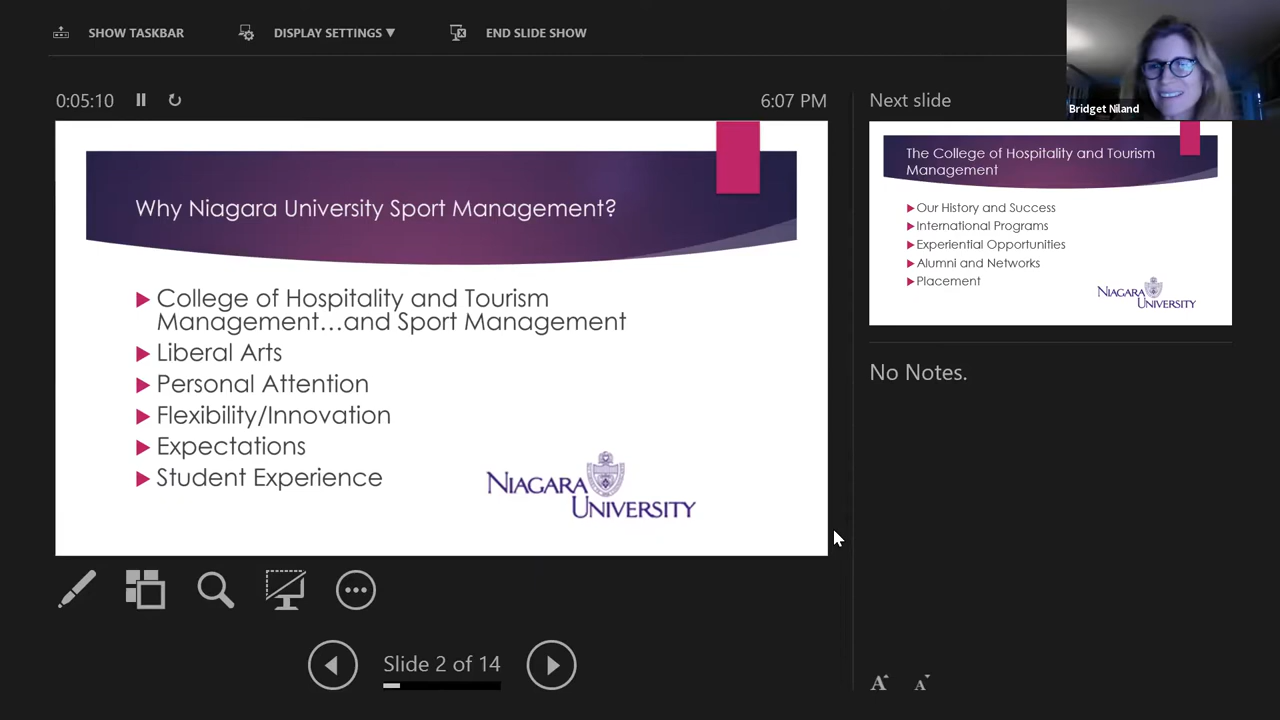 SHOW TASKBAR
DISPLAY SETTINGS ▼
END SLIDE SHOW
Bridget Niland
0:05:10
6:07 PM
Why Niagara University Sport Management?
College of Hospitality and Tourism
Management…and Sport Management
Liberal Arts
Personal Attention
Flexibility/Innovation
Expectations
Student Experience
NIAGARA
UNIVERSITY
Slide 2 of 14
Next slide
The College of Hospitality and Tourism
Management
Our History and Success
International Programs
Experiential Opportunities
Alumni and Networks
Placement
NIAGARA
UNIVERSITY
No Notes.
A
A